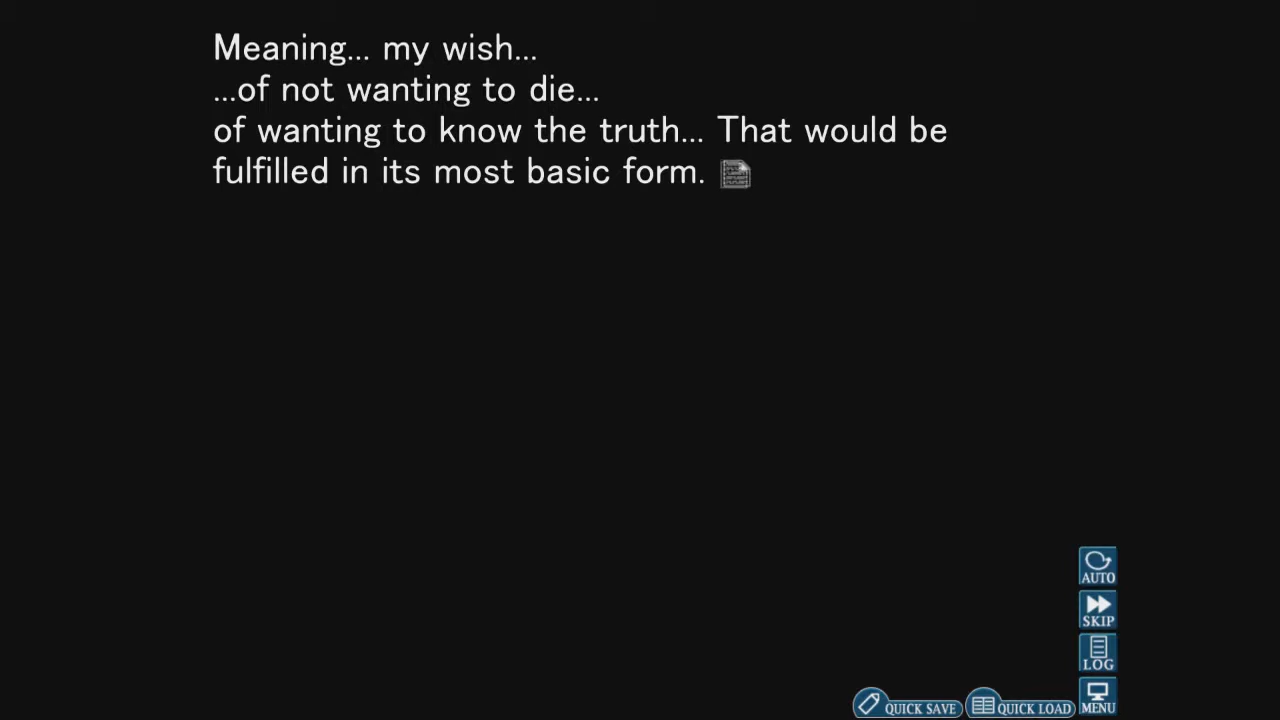 Meaning... my wish...
...of not wanting to die...
of wanting to know the truth... That would be
fulfilled in its most basic form.
AUTO
SKIP
LOG
MENU
QUICK SAVE
QUICK LOAD